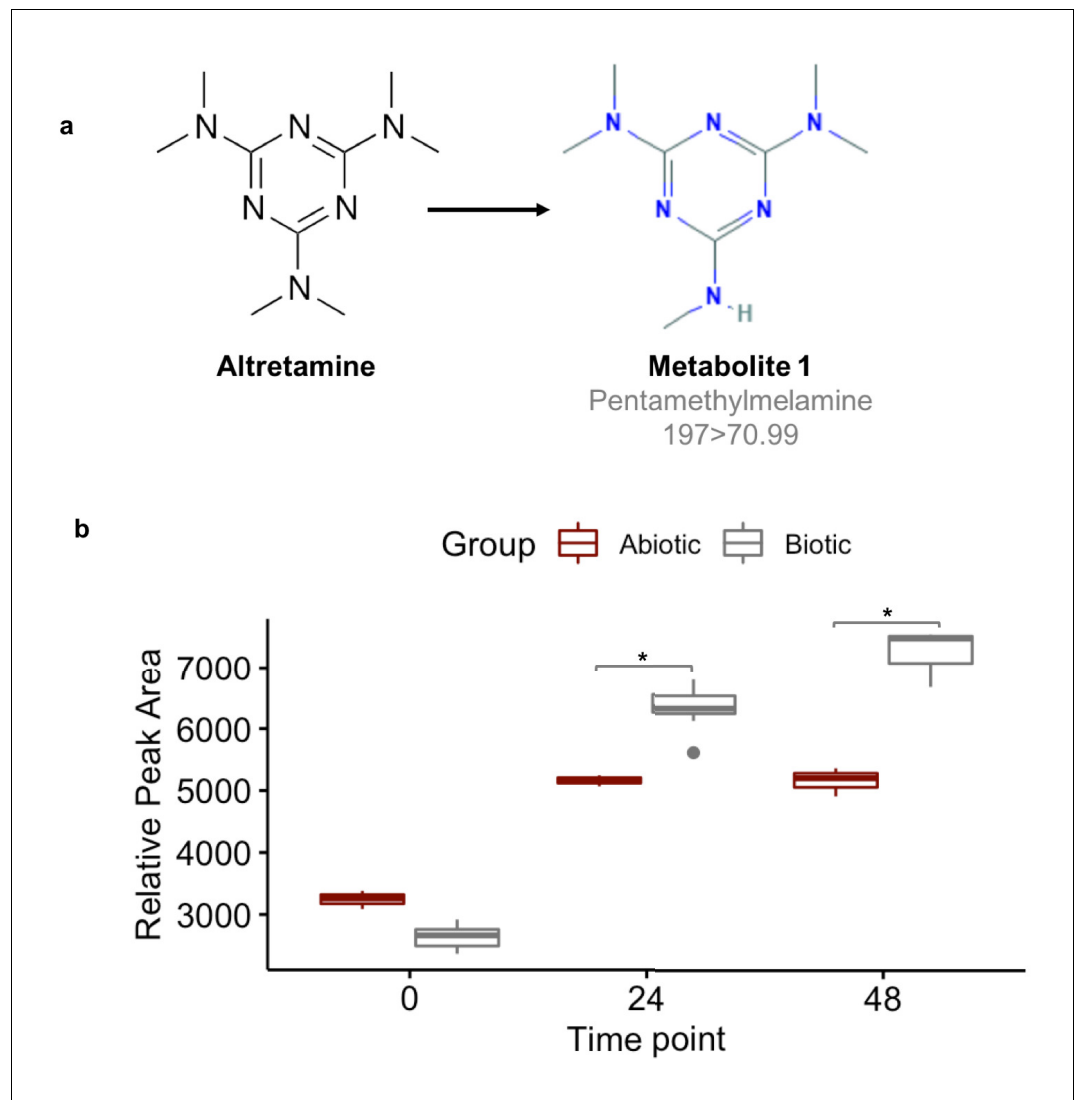 a
N N N N N N
N N N N N N H
Altretamine
Metabolite 1
Pentamethylmelamine
197>70.99
b
Group Abiotic Biotic
Relative Peak Area
7000
6000
5000
4000
3000
*
*
0 24 48
Time point